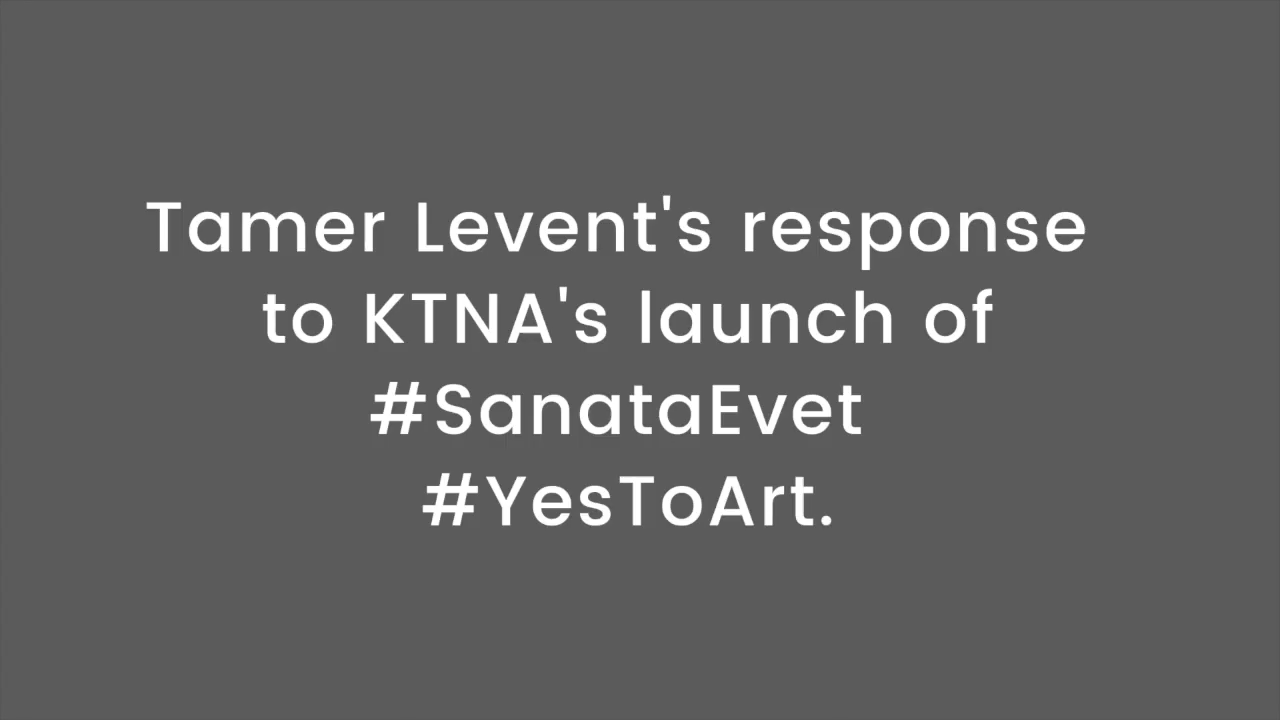 Tamer Levent's response
to KTNA's launch of
#SanataEvet
#YesToArt.